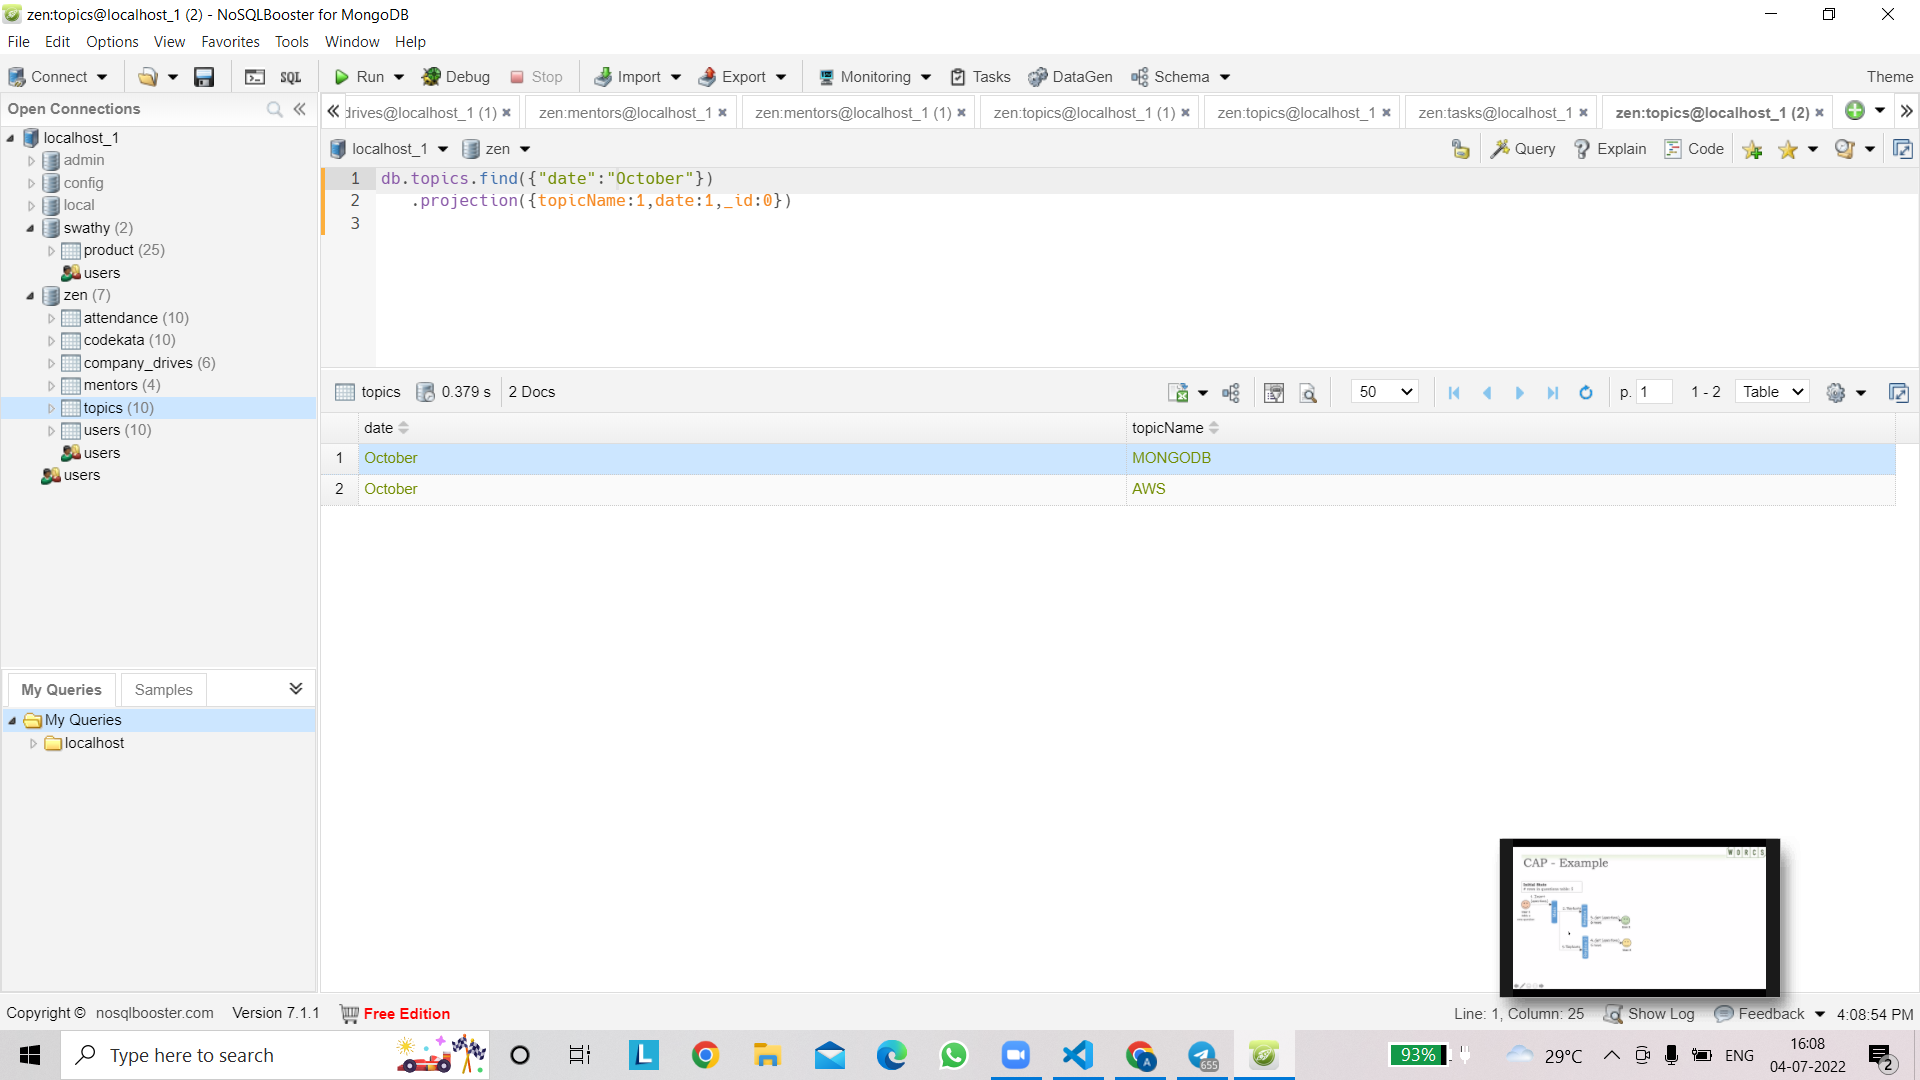 zen:topics@localhost_1 (2) - NoSQLBooster for MongoDB
File Edit Options View Favorites Tools Window Help
Connect SQL Run Debug Stop Import Export Monitoring Tasks DataGen Schema Theme
Open Connections
drives@localhost_1 (1) zen:mentors@localhost_1 zen:mentors@localhost_1 (1) zen:topics@localhost_1 (1) zen:topics@localhost_1 zen:tasks@localhost_1 zen:topics@localhost_1 (2)
localhost_1 zen Query Explain Code
localhost_1
admin
config
local
swathy (2)
product (25)
users
zen (7)
attendance (10)
codekata (10)
company_drives (6)
mentors (4)
topics (10)
users (10)
users
users
1 db.topics.find({"date":"October"})
2 .projection({topicName:1,date:1,_id:0})
3
topics 0.379 s 2 Docs 50 p. 1 1 - 2 Table
date topicName
1 October MONGODB
2 October AWS
My Queries Samples
My Queries
localhost
WORCS
CAP - Example
Initial State
Copyright © nosqlbooster.com Version 7.1.1 Free Edition Line: 1, Column: 25 Show Log Feedback 4:08:54 PM
Type here to search L A 655 93% 29°C ENG 16:08
04-07-2022 2